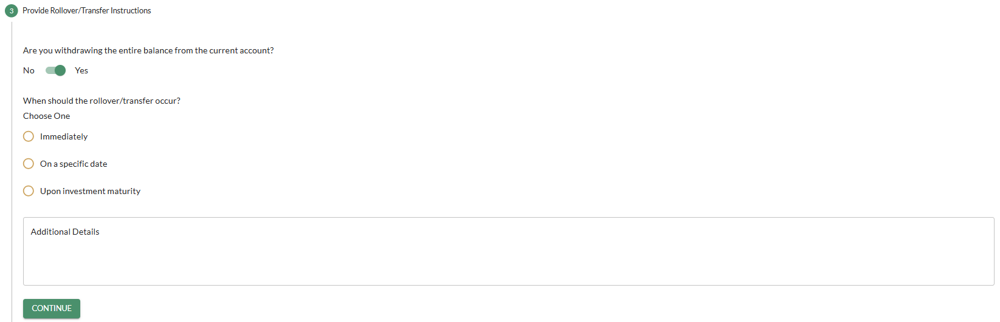 3 Provide Rollover/Transfer Instructions
Are you withdrawing the entire balance from the current account?
No Yes
When should the rollover/transfer occur?
Choose One
Immediately
On a specific date
Upon investment maturity
Additional Details
CONTINUE